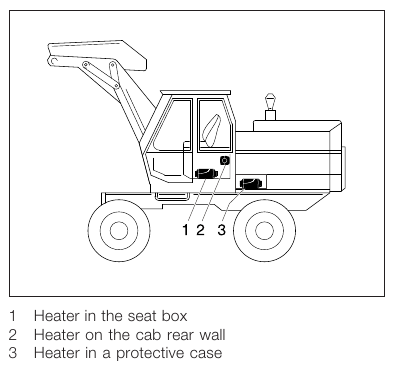 1 2 3
1 Heater in the seat box
2 Heater on the cab rear wall
3 Heater in a protective case